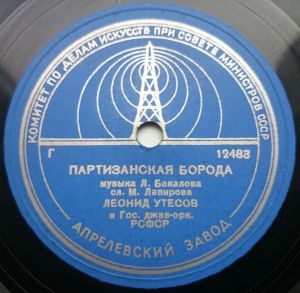 КОМИТЕТ ПО ДЕЛАМ ИСКУССТВ ПРИ СОВЕТЕ МИНИСТРОВ СССР
Г 12483
ПАРТИЗАНСКАЯ БОРОДА
музыка Л. Бакалова
сл. М. Лапирова
ЛЕОНИД УТЕСОВ
и Гос. джаз-орк.
РСФСР
АПРЕЛЕВСКИЙ ЗАВОД